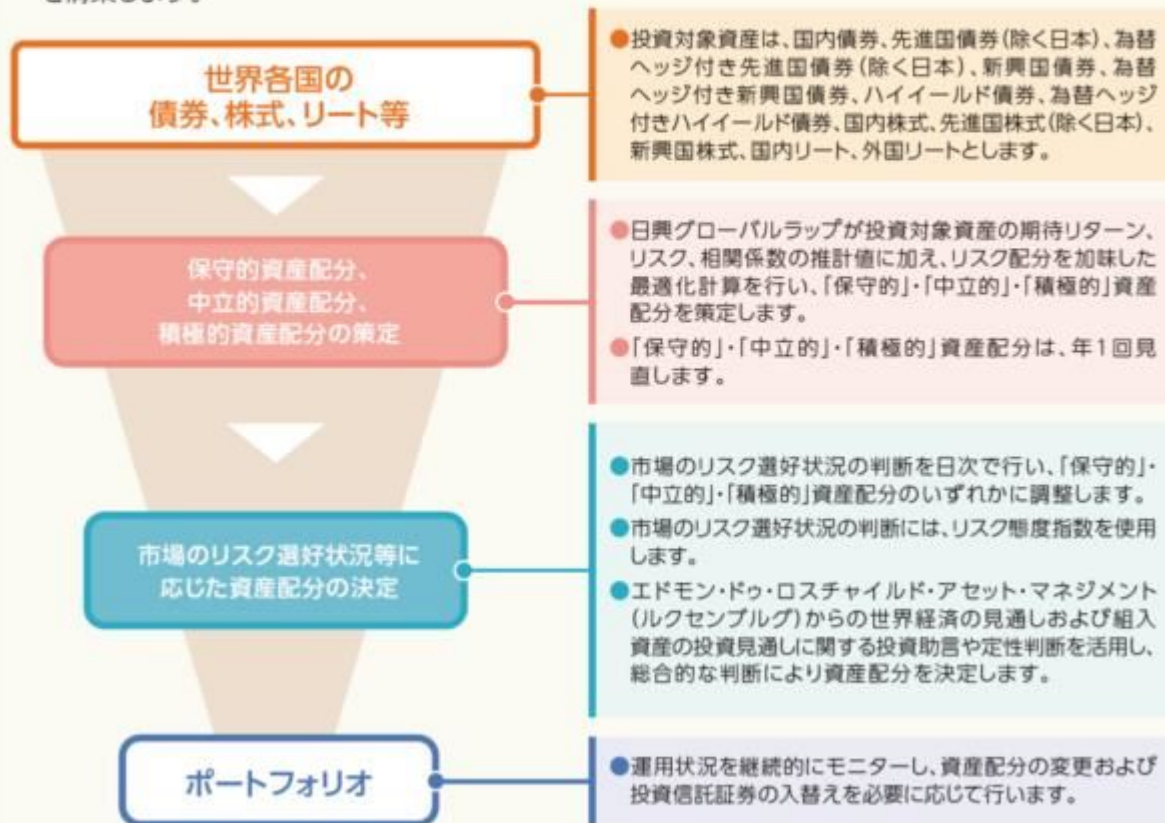 を構築します。
世界各国の
債券、株式、リート等
●投資対象資産は、国内債券、先進国債券(除く日本)、為替
ヘッジ付き先進国債券(除く日本)、新興国債券、為替
ヘッジ付き新興国債券、ハイイールド債券、為替ヘッジ
付きハイイールド債券、国内株式、先進国株式(除く日本)、
新興国株式、国内リート、外国リートとします。
保守的資産配分、
中立的資産配分、
積極的資産配分の策定
●日興グローバルラップが投資対象資産の期待リターン、
リスク、相関係数の推計値に加え、リスク配分を加味した
最適化計算を行い、「保守的」・「中立的」・「積極的」資産
配分を策定します。
●「保守的」・「中立的」・「積極的」資産配分は、年1回見
直します。
市場のリスク選好状況等に
応じた資産配分の決定
●市場のリスク選好状況の判断を日次で行い、「保守的」・
「中立的」・「積極的」資産配分のいずれかに調整します。
●市場のリスク選好状況の判断には、リスク態度指数を使用
します。
●エドモン・ドゥ・ロスチャイルド・アセット・マネジメント
(ルクセンブルグ)からの世界経済の見通しおよび組入
資産の投資見通しに関する投資助言や定性判断を活用し、
総合的な判断により資産配分を決定します。
ポートフォリオ
●運用状況を継続的にモニターし、資産配分の変更および
投資信託証券の入替えを必要に応じて行います。